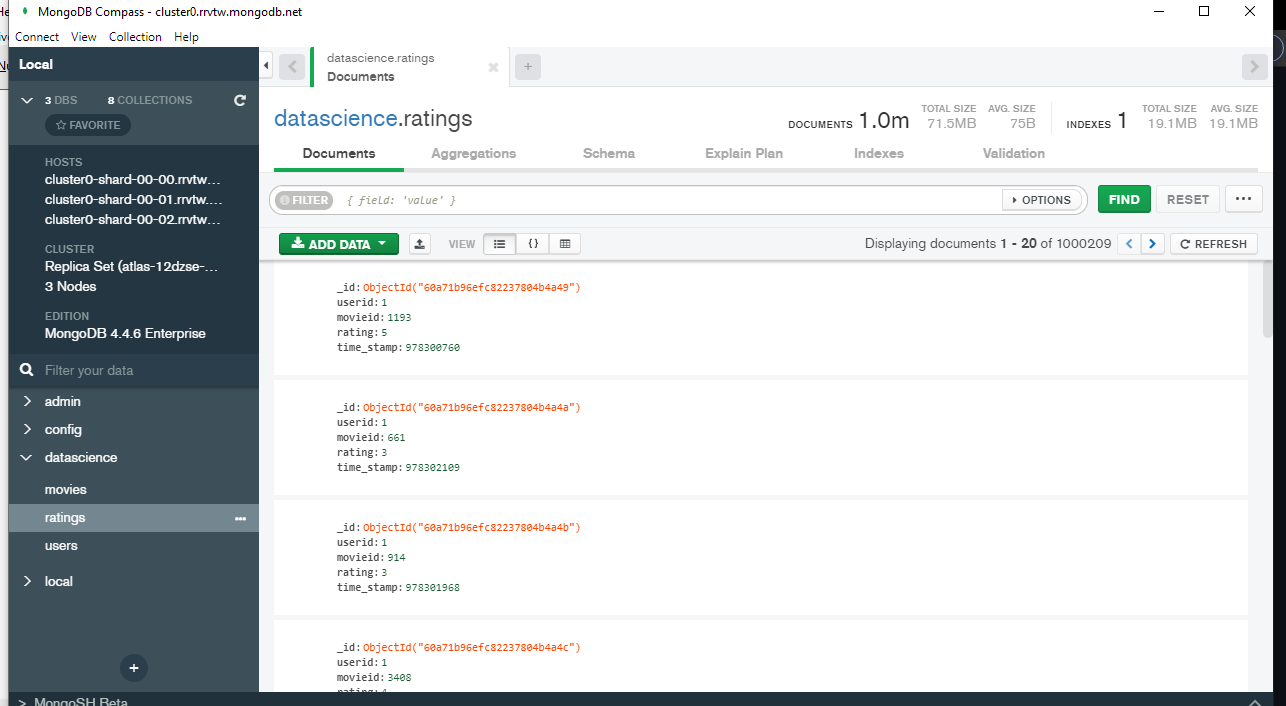 MongoDB Compass - cluster0.rrvtw.mongodb.net
Connect View Collection Help
Local
3 DBS 8 COLLECTIONS
FAVORITE
HOSTS
cluster0-shard-00-00.rrvtw...
cluster0-shard-00-01.rrvtw....
cluster0-shard-00-02.rrvtw...
CLUSTER
Replica Set (atlas-12dzse-...
3 Nodes
EDITION
MongoDB 4.4.6 Enterprise
Filter your data
admin
config
datascience
movies
ratings
users
local
MongoSH Beta
datascience.ratings
Documents
datascience.ratings
DOCUMENTS 1.0m TOTAL SIZE 71.5MB AVG. SIZE 75B INDEXES 1 TOTAL SIZE 19.1MB AVG. SIZE 19.1MB
Documents Aggregations Schema Explain Plan Indexes Validation
FILTER { field: 'value' } OPTIONS FIND RESET ...
ADD DATA VIEW {} Displaying documents 1 - 20 of 1000209 REFRESH
_id: ObjectId("60a71b96efc82237804b4a49")
userid: 1
movieid: 1193
rating: 5
time_stamp: 978300760
_id: ObjectId("60a71b96efc82237804b4a4a")
userid: 1
movieid: 661
rating: 3
time_stamp: 978302109
_id: ObjectId("60a71b96efc82237804b4a4b")
userid: 1
movieid: 914
rating: 3
time_stamp: 978301968
_id: ObjectId("60a71b96efc82237804b4a4c")
userid: 1
movieid: 3408
rating: 4